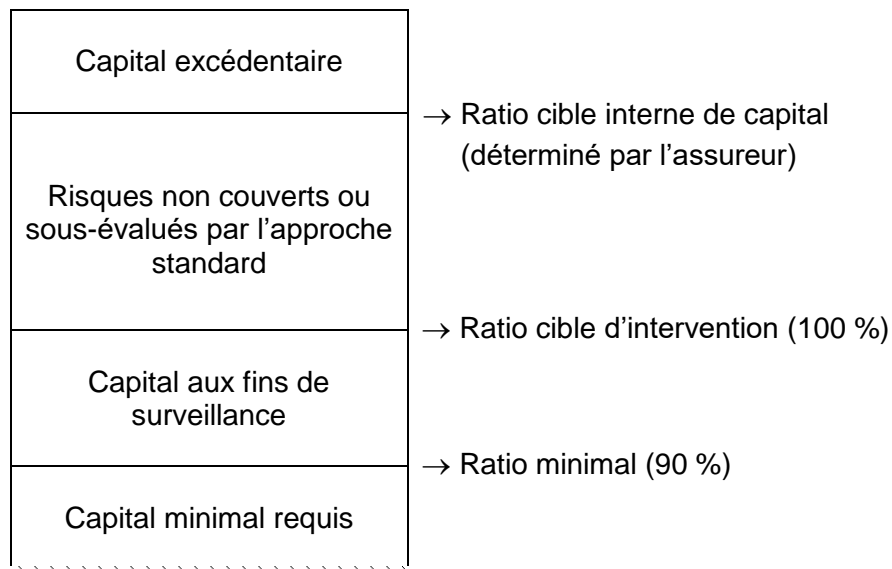 Capital excédentaire
→ Ratio cible interne de capital
(déterminé par l’assureur)
Risques non couverts ou
sous-évalués par l’approche
standard
→ Ratio cible d’intervention (100 %)
Capital aux fins de
surveillance
→ Ratio minimal (90 %)
Capital minimal requis